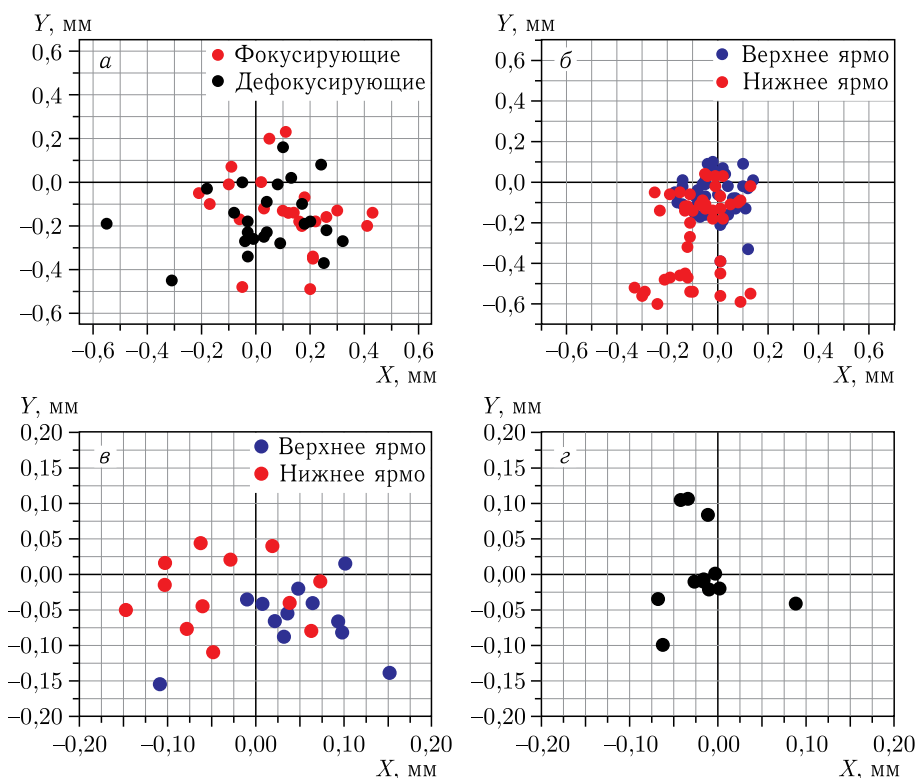 Y, мм
0,6
0,4
0,2
0,0
−0,2
−0,4
−0,6
а
Фокусирующие
Дефокусирующие
−0,6 −0,4 −0,2 0,0 0,2 0,4 0,6
X, мм
Y, мм
0,6
0,4
0,2
0,0
−0,2
−0,4
−0,6
б
Верхнее ярмо
Нижнее ярмо
−0,6 −0,4 −0,2 0,0 0,2 0,4 0,6
X, мм
Y, мм
0,20
0,15
0,10
0,05
0,00
−0,05
−0,10
−0,15
−0,20
в
Верхнее ярмо
Нижнее ярмо
−0,20 −0,10 0,00 0,10 0,20
X, мм
Y, мм
0,20
0,15
0,10
0,05
0,00
−0,05
−0,10
−0,15
−0,20
г
−0,20 −0,10 0,00 0,10 0,20
X, мм